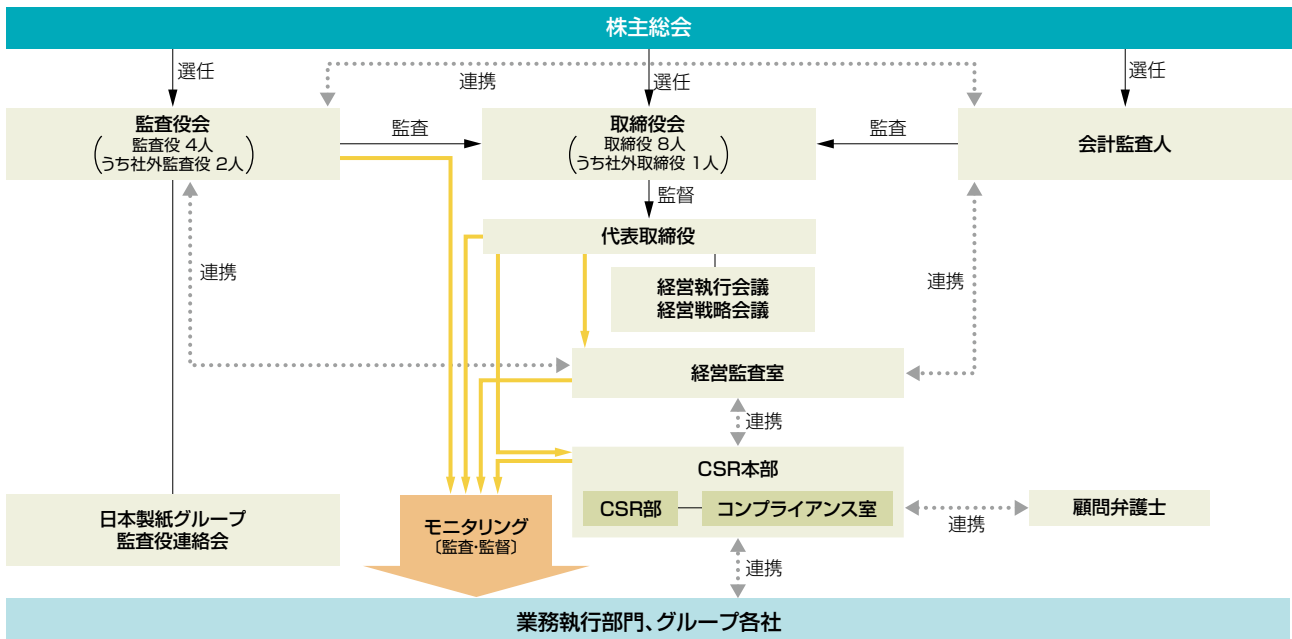 株主総会
選任
連携
選任
選任
監査役会
監査役 4人
(うち社外監査役 2人)
監査
取締役会
取締役 8人
(うち社外取締役 1人)
監査
会計監査人
監督
代表取締役
連携
経営執行会議
経営戦略会議
連携
経営監査室
連携
CSR本部
CSR部
コンプライアンス室
日本製紙グループ
監査役連絡会
モニタリング
〔監査・監督〕
連携
顧問弁護士
連携
業務執行部門、グループ各社